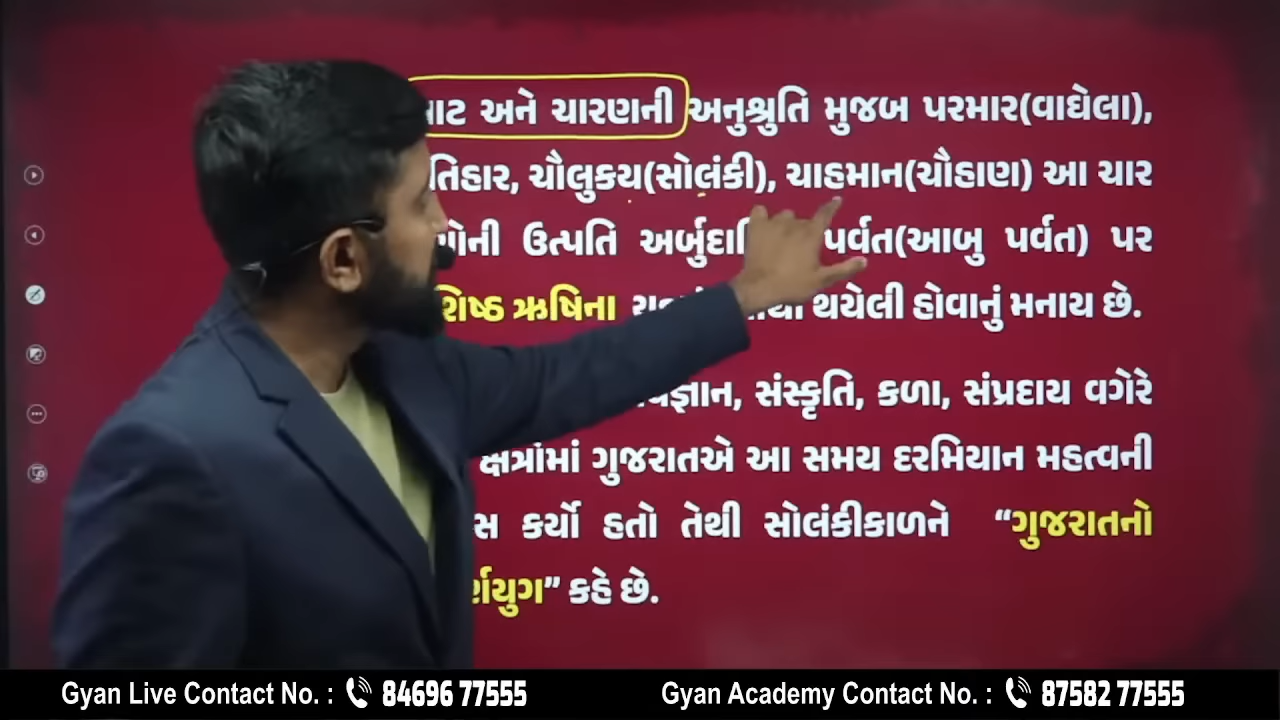 અને ચારણની અનુશ્રુતિ મુજબ પરમાર(વાઘેલા),
ચૌલુકય(સોલંકી), ચાહમાન(ચૌહાણ) આ ચાર
ઉત્પતિ પર્વત(આબુ પર્વત) પર
ઋષિના થયેલી હોવાનું મનાય છે.
સંસ્કૃતિ, કળા, સંપ્રદાય વગેરે
ક્ષેત્રોમાં ગુજરાતએ આ સમય દરમિયાન મહત્વની
કર્યો હતો તેથી સોલંકીકાળને “ગુજરાતનો
કહે છે.
Gyan Live Contact No. : 84696 77555
Gyan Academy Contact No. : 87582 77555